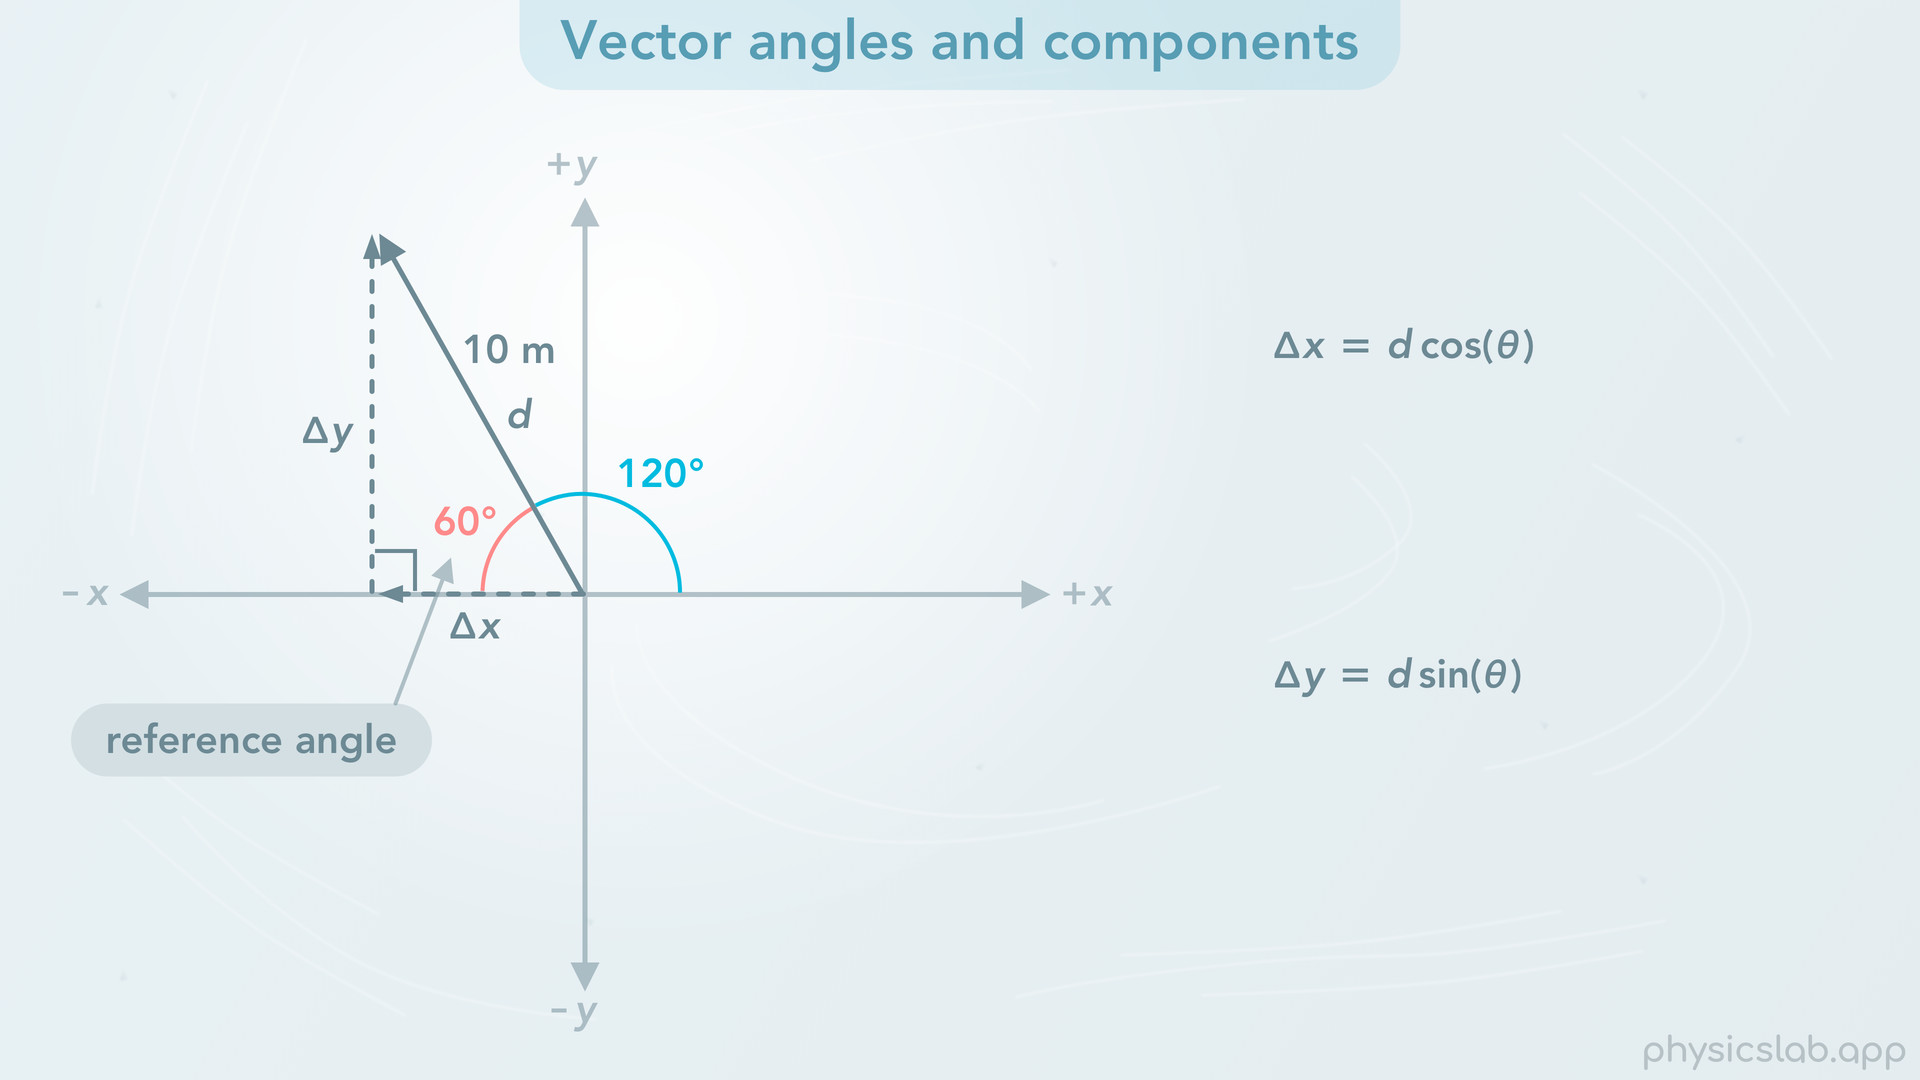 Vector angles and components
+y
10 m
d
Δx = d cos(θ)
Δy
120°
60°
-x
+x
Δx
Δy = d sin(θ)
reference angle
-y
physicslab.app